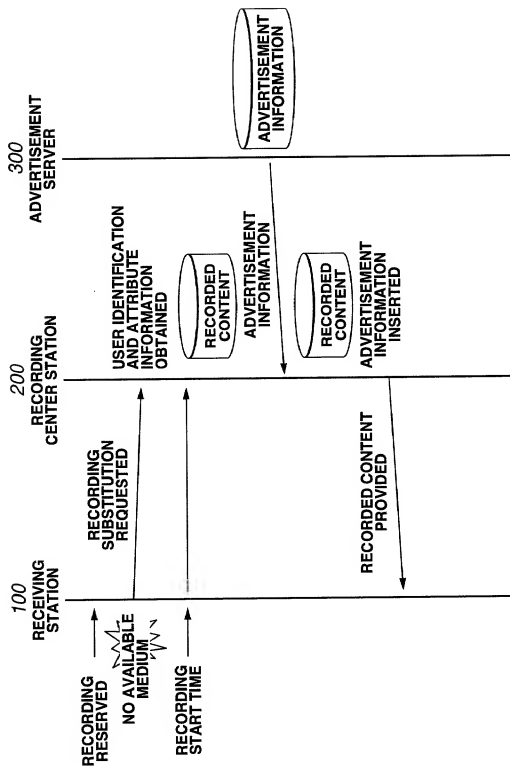 100
RECEIVING
STATION
200
RECORDING
CENTER STATION
300
ADVERTISEMENT
SERVER
RECORDING
RESERVED
NO AVAILABLE
MEDIUM
RECORDING
START TIME
RECORDING
SUBSTITUTION
REQUESTED
USER IDENTIFICATION
AND ATTRIBUTE
INFORMATION
OBTAINED
RECORDED
CONTENT
ADVERTISEMENT
INFORMATION
ADVERTISEMENT
INFORMATION
RECORDED
CONTENT
ADVERTISEMENT
INFORMATION
INSERTED
RECORDED CONTENT
PROVIDED